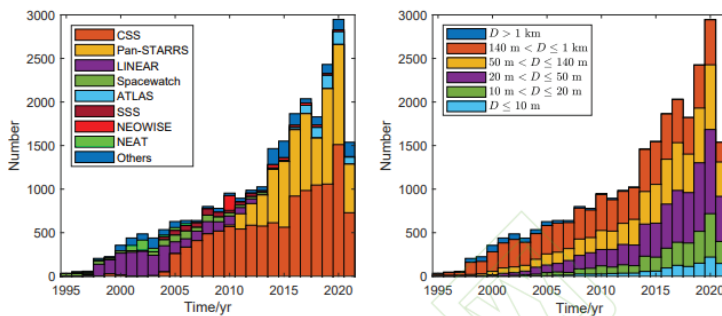 3000
2500
2000
1500
1000
500
0
Number
CSS
Pan-STARRS
LINEAR
Spacewatch
ATLAS
SSS
NEOWISE
NEAT
Others
1995 2000 2005 2010 2015 2020
Time/yr
3000
2500
2000
1500
1000
500
0
Number
D > 1 km
140 m < D ≤ 1 km
50 m < D ≤ 140 m
20 m < D ≤ 50 m
10 m < D ≤ 20 m
D ≤ 10 m
1995 2000 2005 2010 2015 2020
Time/yr